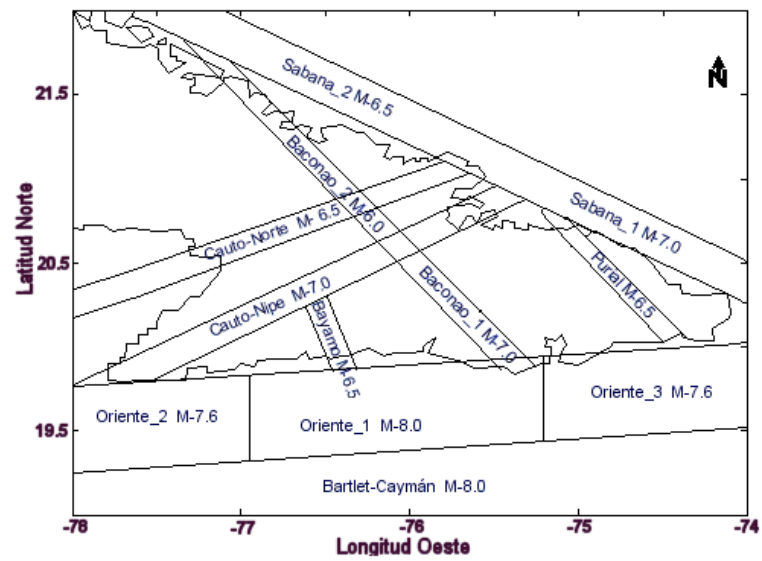 N
Sabana_2 M-6.5
21.5
Baconao_2 M-6.0
Sabana_1 M-7.0
Cauto-Norte M- 6.5
Latitud Norte
20.5
Purial M-6.5
Baconao_1 M-7.0
Cauto-Nipe M-7.0
Bayamo M-6.5
Oriente_3 M-7.6
Oriente_2 M-7.6
Oriente_1 M-8.0
19.5
Bartlet-Caymán M-8.0
-78 -77 -76 -75 -74
Longitud Oeste